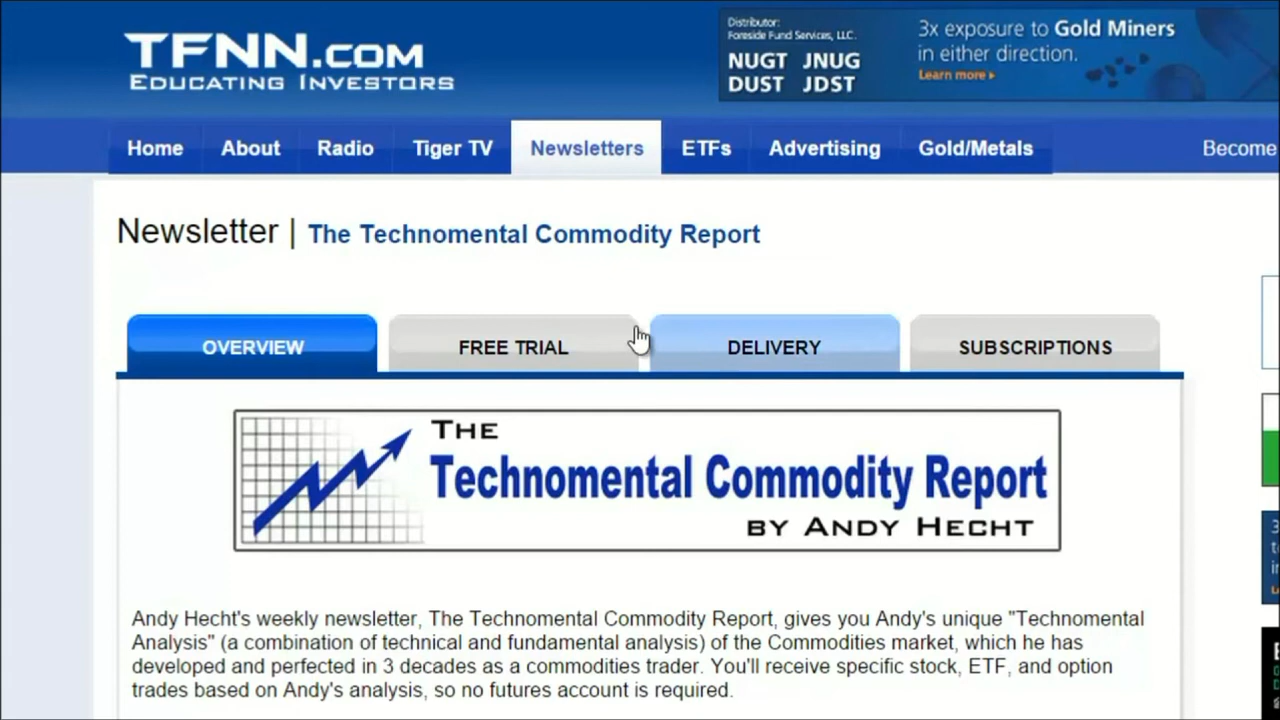 TFNN.COM
EDUCATING INVESTORS
Distributor:
Foreside Fund Services, LLC.
NUGT JNUG
DUST JDST
3x exposure to Gold Miners
in either direction.
Learn more
Home About Radio Tiger TV Newsletters ETFs Advertising Gold/Metals Become
Newsletter | The Technomental Commodity Report
OVERVIEW FREE TRIAL DELIVERY SUBSCRIPTIONS
THE
Technomental Commodity Report
BY ANDY HECHT
Andy Hecht's weekly newsletter, The Technomental Commodity Report, gives you Andy's unique "Technomental
Analysis" (a combination of technical and fundamental analysis) of the Commodities market, which he has
developed and perfected in 3 decades as a commodities trader. You'll receive specific stock, ETF, and option
trades based on Andy's analysis, so no futures account is required.